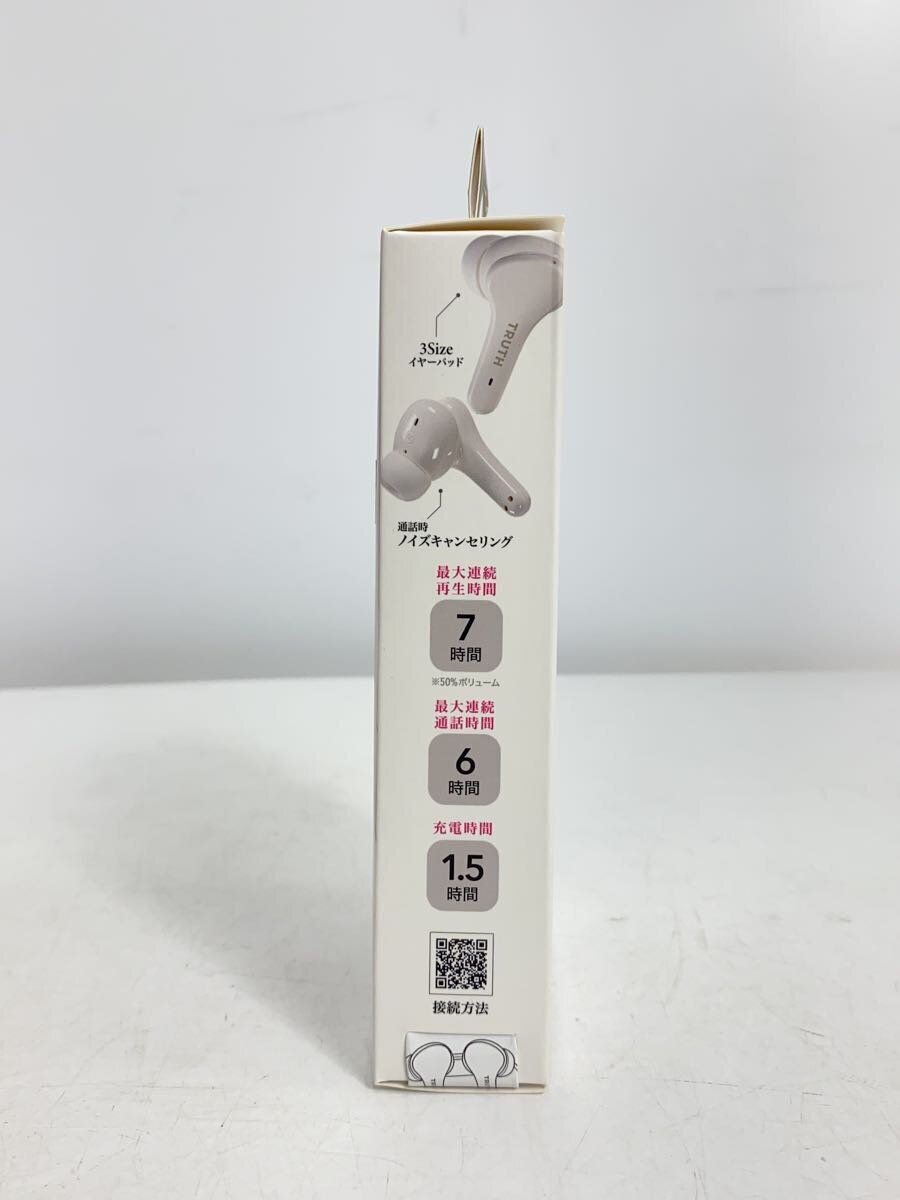 TRUTH
3Size
イヤーパッド
通話時
ノイズキャンセリング
最大連続
再生時間
7
時間
※50%ボリューム
最大連続
通話時間
6
時間
充電時間
1.5
時間
接続方法